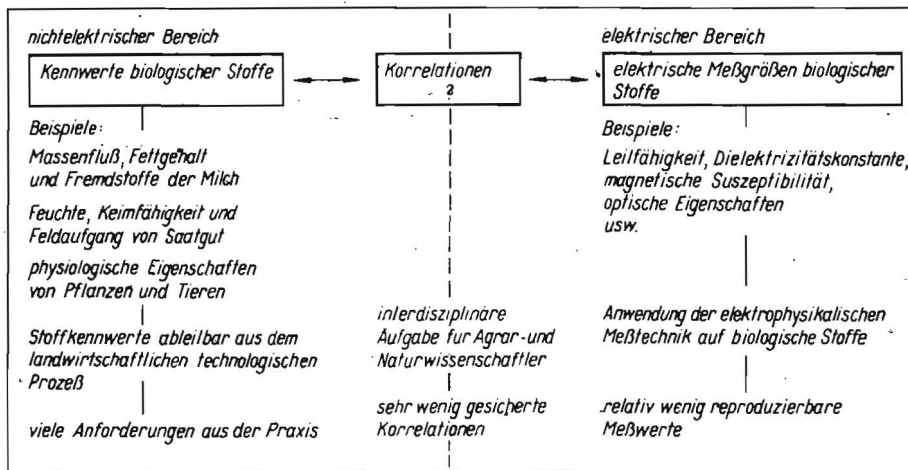 nichtelektrischer Bereich
Kennwerte biologischer Stoffe
Beispiele:
Massenfluß, Fettgehalt
und Fremdstoffe der Milch
Feuchte, Keimfähigkeit und
Feldaufgang von Saatgut
physiologische Eigenschaften
von Pflanzen und Tieren
Stoffkennwerte ableilbar aus dem
landwirtschaftlichen technologischen
Prozeß
viele Anforderungen aus der Praxis
Korrelationen
?
interdisziplinäre
Aufgabe fur Agrar-und
Naturwissenschaftler
sehr wenig gesicherte
Korrelationen
elektrischer Bereich
elektrische Meßgrößen biologischer
Stoffe
Beispiele:
Leilfähigkeit, Dielektrizitätskonstante,
magnetische Suszeptibilität,
optische Eigenschaften
usw.
Anwendung der elektrophysikalischen
Meßtechnik auf biologische Stoffe
relativ wenig reproduzierbare
Meßwerte